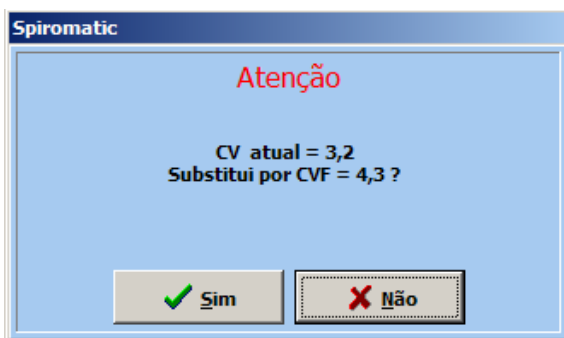 Spiromatic
Atenção
CV atual = 3,2
Substitui por CVF = 4,3 ?
Sim
Não